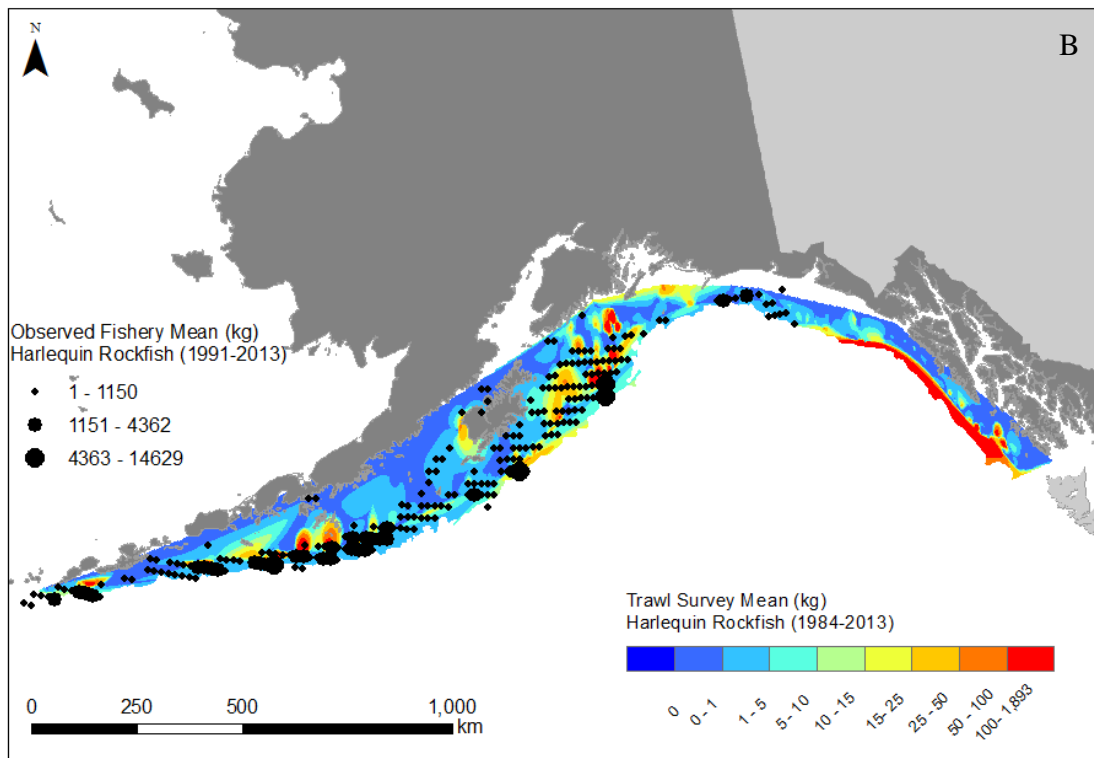 N
B
Observed Fishery Mean (kg)
Harlequin Rockfish (1991-2013)
1 - 1150
1151 - 4362
4363 - 14629
Trawl Survey Mean (kg)
Harlequin Rockfish (1984-2013)
0
0 - 1
1 - 5
5 - 10
10 - 15
15- 25
25 - 50
50 - 100
100- 1,893
0 250 500 1,000
km